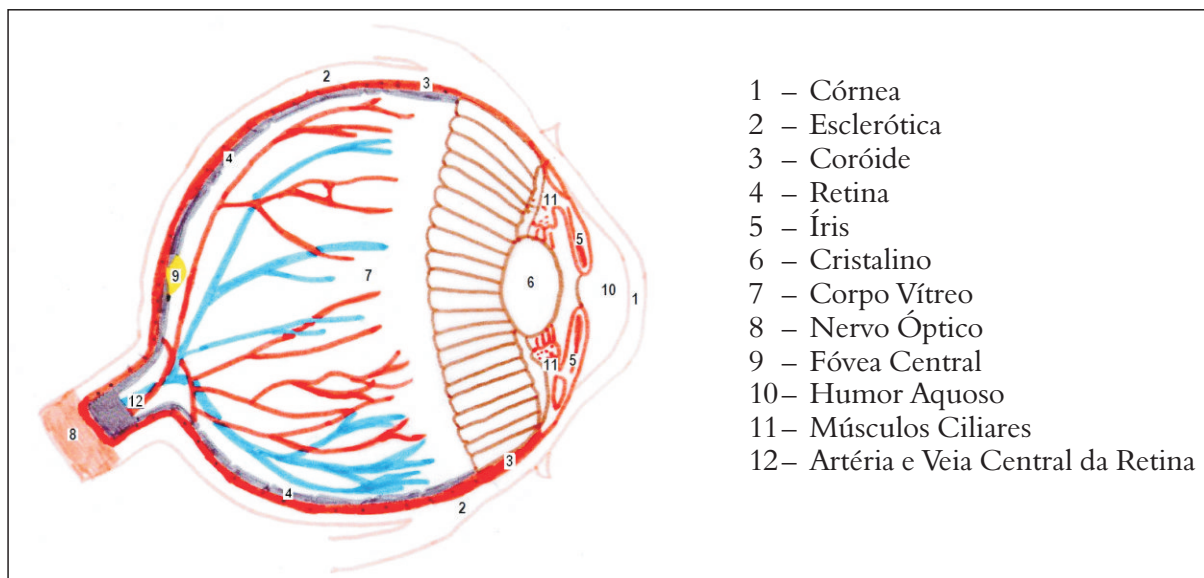 1 – Córnea
2 – Esclerótica
3 – Coróide
4 – Retina
5 – Íris
6 – Cristalino
7 – Corpo Vítreo
8 – Nervo Óptico
9 – Fóvea Central
10 – Humor Aquoso
11 – Músculos Ciliares
12 – Artéria e Veia Central da Retina
2
3
4
11
5
9
7
6
10
1
11
5
12
8
3
4
2